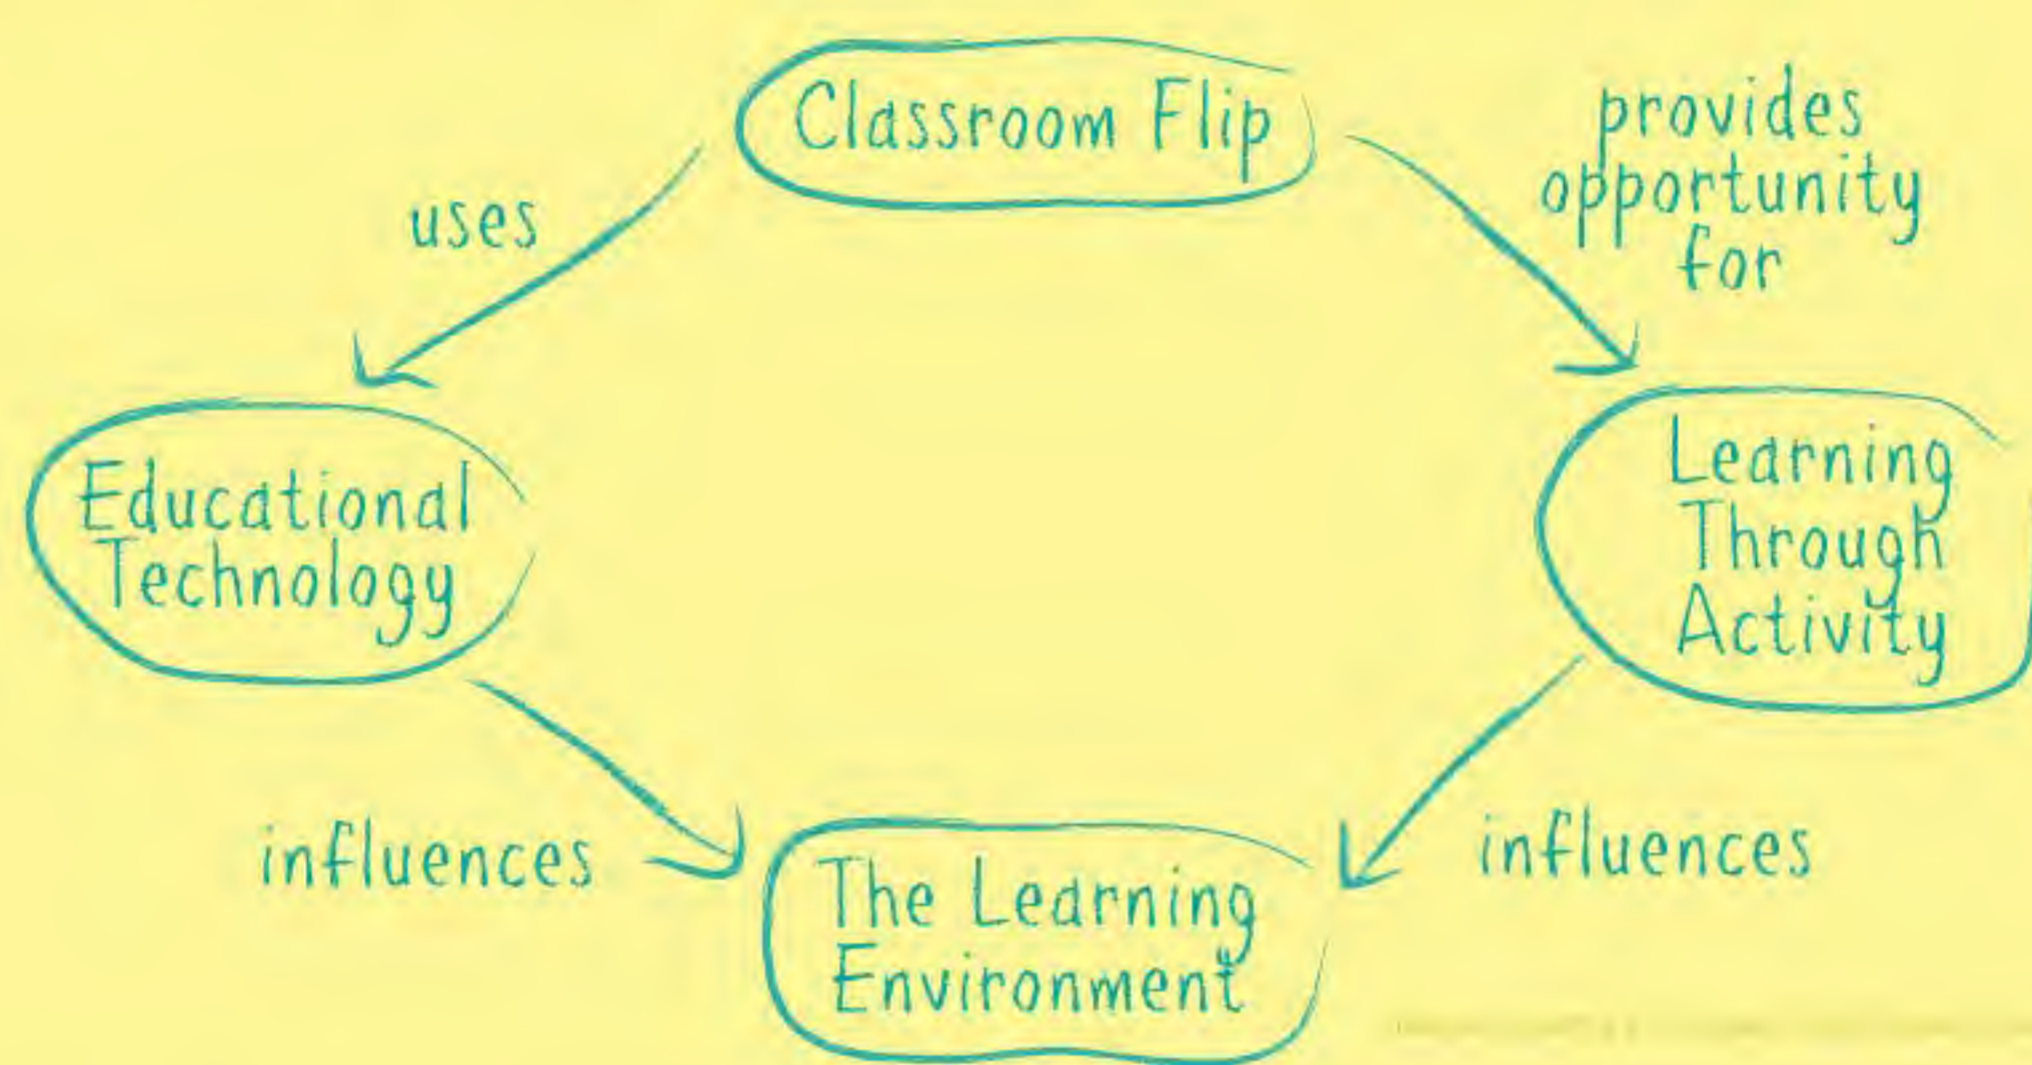 Classroom Flip
uses
provides
opportunity
for
Educational
Technology
Learning
Through
Activity
influences
influences
The Learning
Environment